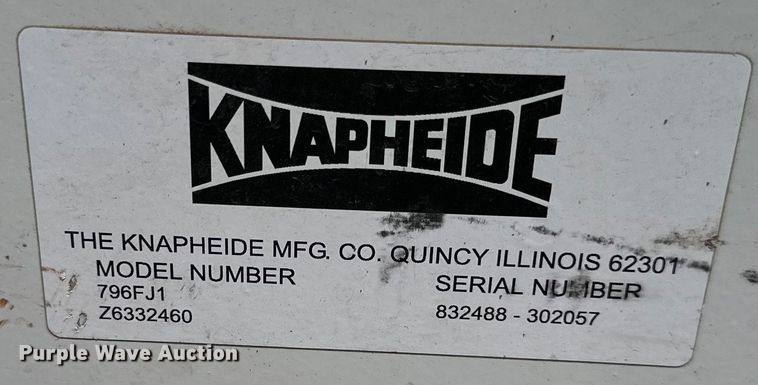 KNAPHEIDE
THE KNAPHEIDE MFG. CO. QUINCY ILLINOIS 62301
MODEL NUMBER SERIAL NUMBER
796FJ1
Z6332460 832488 - 302057
Purple Wave Auction